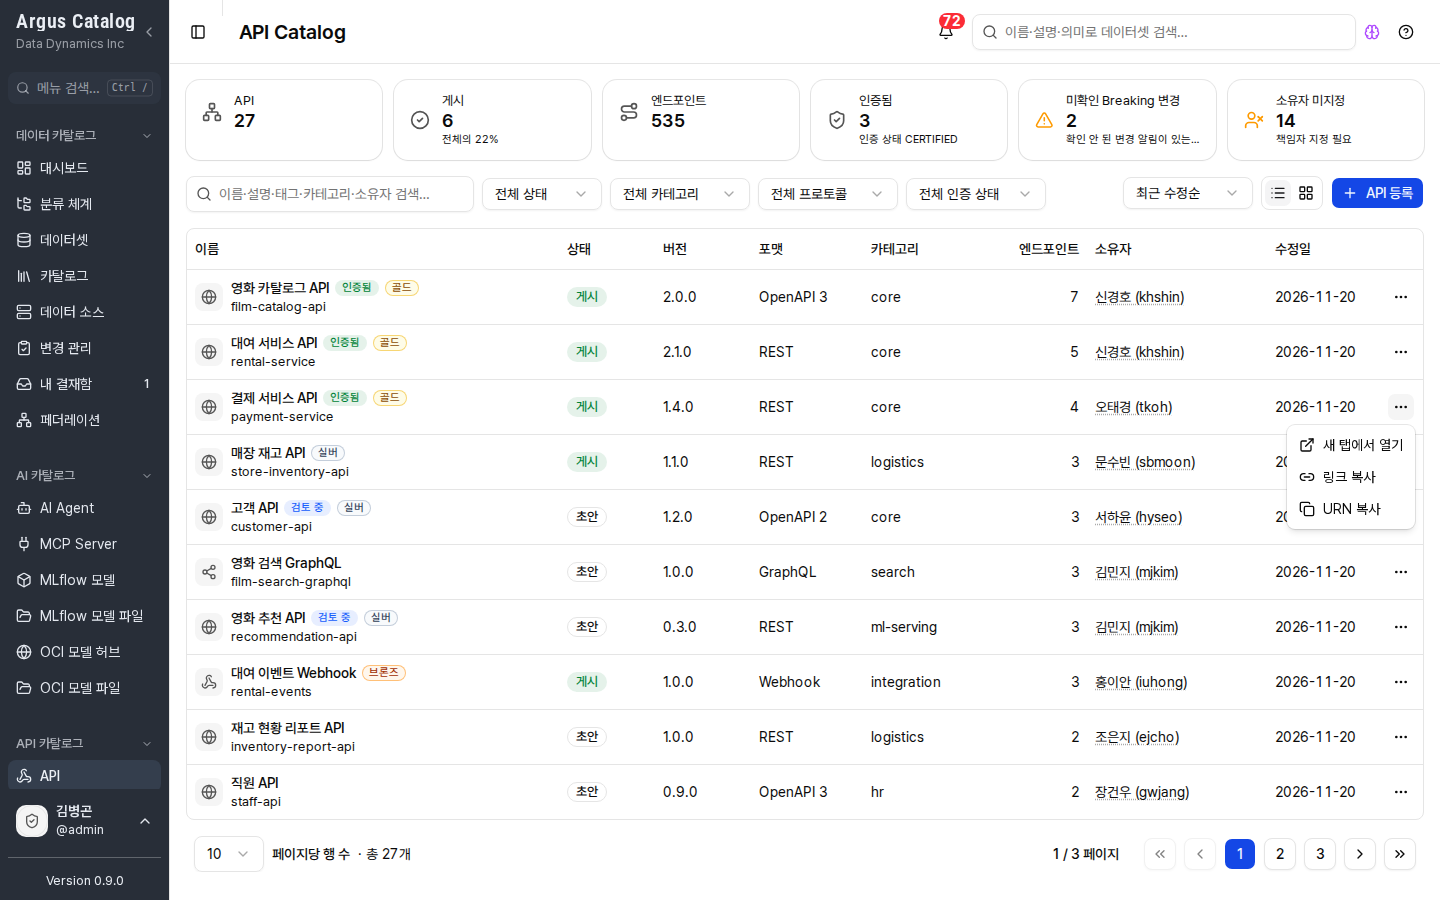 Argus Catalog
Data Dynamics Inc
메뉴 검색... Ctrl /
데이터 카탈로그
대시보드
분류 체계
데이터셋
카탈로그
데이터 소스
변경 관리
내 결재함 1
페더레이션
AI 카탈로그
AI Agent
MCP Server
MLflow 모델
MLflow 모델 파일
OCI 모델 허브
OCI 모델 파일
API 카탈로그
API
김병곤
@admin
Version 0.9.0
API Catalog
72
이름·설명·의미로 데이터셋 검색...
API
27
게시
6
전체의 22%
엔드포인트
535
인증됨
3
인증 상태 CERTIFIED
미확인 Breaking 변경
2
확인 안 된 변경 알림이 있는...
소유자 미지정
14
책임자 지정 필요
이름·설명·태그·카테고리·소유자 검색...
전체 상태
전체 카테고리
전체 프로토콜
전체 인증 상태
최근 수정순
API 등록
이름 상태 버전 포맷 카테고리 엔드포인트 소유자 수정일
영화 카탈로그 API 인증됨 골드
film-catalog-api
게시 2.0.0 OpenAPI 3 core 7 신경호 (khshin) 2026-11-20
대여 서비스 API 인증됨 골드
rental-service
게시 2.1.0 REST core 5 신경호 (khshin) 2026-11-20
결제 서비스 API 인증됨 골드
payment-service
게시 1.4.0 REST core 4 오태경 (tkoh) 2026-11-20
매장 재고 API 실버
store-inventory-api
게시 1.1.0 REST logistics 3 문수빈 (sbmoon) 20
고객 API 검토 중 실버
customer-api
초안 1.2.0 OpenAPI 2 core 3 서하윤 (hyseo) 20
새 탭에서 열기
링크 복사
URN 복사
영화 검색 GraphQL
film-search-graphql
초안 1.0.0 GraphQL search 3 김민지 (mjkim) 2026-11-20
영화 추천 API 검토 중 실버
recommendation-api
초안 0.3.0 REST ml-serving 3 김민지 (mjkim) 2026-11-20
대여 이벤트 Webhook 브론즈
rental-events
게시 1.0.0 Webhook integration 3 홍이안 (iuhong) 2026-11-20
재고 현황 리포트 API
inventory-report-api
초안 1.0.0 REST logistics 2 조은지 (ejcho) 2026-11-20
직원 API
staff-api
초안 0.9.0 OpenAPI 3 hr 2 장건우 (gwjang) 2026-11-20
10 페이지당 행 수 · 총 27개
1 / 3 페이지
1 2 3